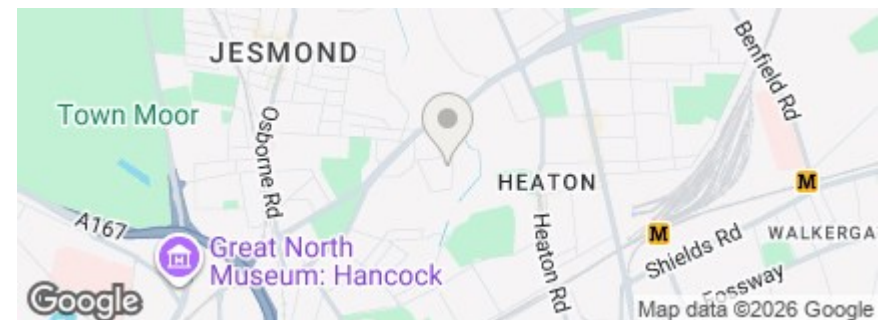 JESMOND
Town Moor
Osborne Rd
Benfield Rd
HEATON
Heaton Rd
A167
Great North
Museum: Hancock
M
M
Shields Rd
WALKERGA
Fossway
Google
Map data ©2026 Google